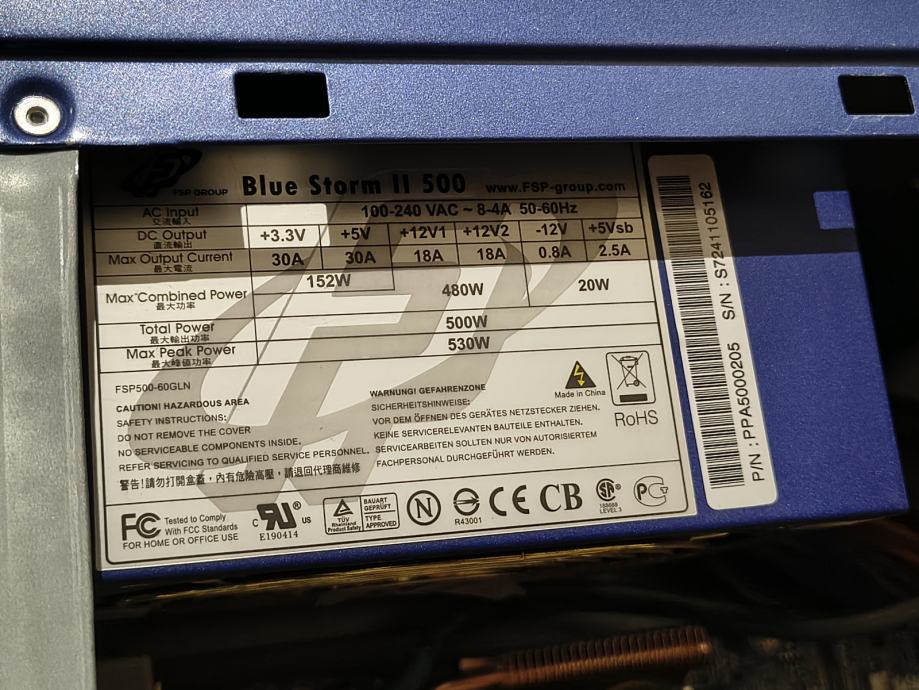 FSP GROUP Blue Storm II 500 www.FSP-group.com
AC Input 100-240 VAC ~ 8-4A 50-60Hz
交流輸入
DC Output +3.3V +5V +12V1 +12V2 -12V +5Vsb
直流輸出
Max Output Current 30A 30A 18A 18A 0.8A 2.5A
最大電流
Max Combined Power 152W 480W 20W
最大功率
Total Power 500W
最大輸出功率
Max Peak Power 530W
最大峰值功率
FSP500-60GLN
CAUTION! HAZARDOUS AREA
SAFETY INSTRUCTIONS:
DO NOT REMOVE THE COVER
NO SERVICEABLE COMPONENTS INSIDE.
REFER SERVICING TO QUALIFIED SERVICE PERSONNEL.
警告!請勿打開盒蓋，內有危險高壓，請退回代理商維修
WARNUNG! GEFAHRENZONE
SICHERHEITSHINWEISE:
VOR DEM ÖFFNEN DES GERÄTES NETZSTECKER ZIEHEN.
KEINE SERVICERELEVANTEN BAUTEILE ENTHALTEN.
SERVICEARBEITEN SOLLTEN NUR VON AUTORISIERTEM
FACHPERSONAL DURCHGEFÜHRT WERDEN.
Made in China
RoHS
FC Tested to Comply
With FCC Standards
FOR HOME OR OFFICE USE
c RU ® US
E190414
TÜV
Rheinland
Product Safety
BAUART
GEPRÜFT
TYPE
APPROVED
N
R43001
CE
CB
LEVEL 3
P/N : PPA5000205 S/N : S7241105162